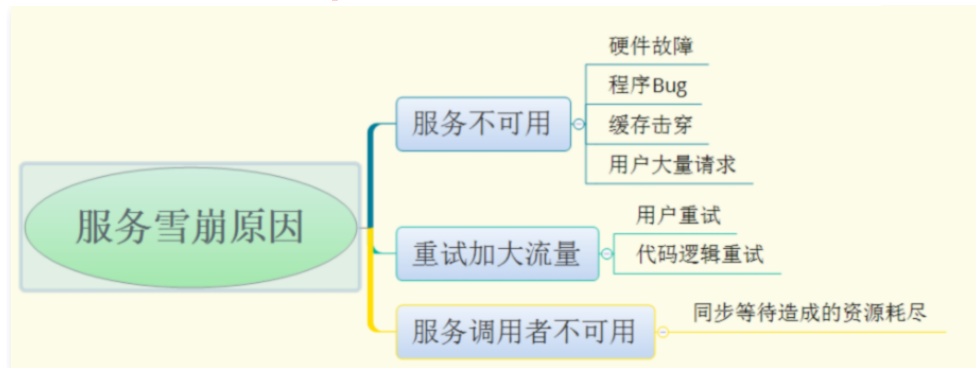 服务雪崩原因
服务不可用
硬件故障
程序Bug
缓存击穿
用户大量请求
重试加大流量
用户重试
代码逻辑重试
服务调用者不可用
同步等待造成的资源耗尽